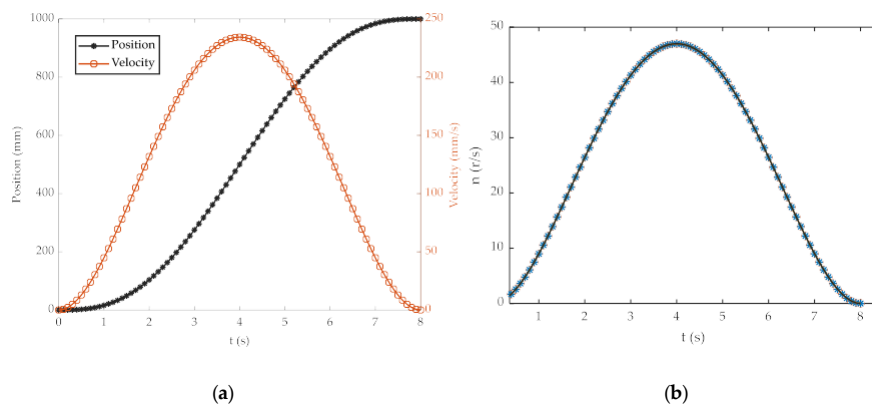 1000
800
600
400
200
0
Position (mm)
Position
Velocity
250
200
150
100
50
0
Velocity (mm/s)
0 1 2 3 4 5 6 7 8
t (s)
(a)
50
40
30
20
10
0
n (r/s)
1 2 3 4 5 6 7 8
t (s)
(b)